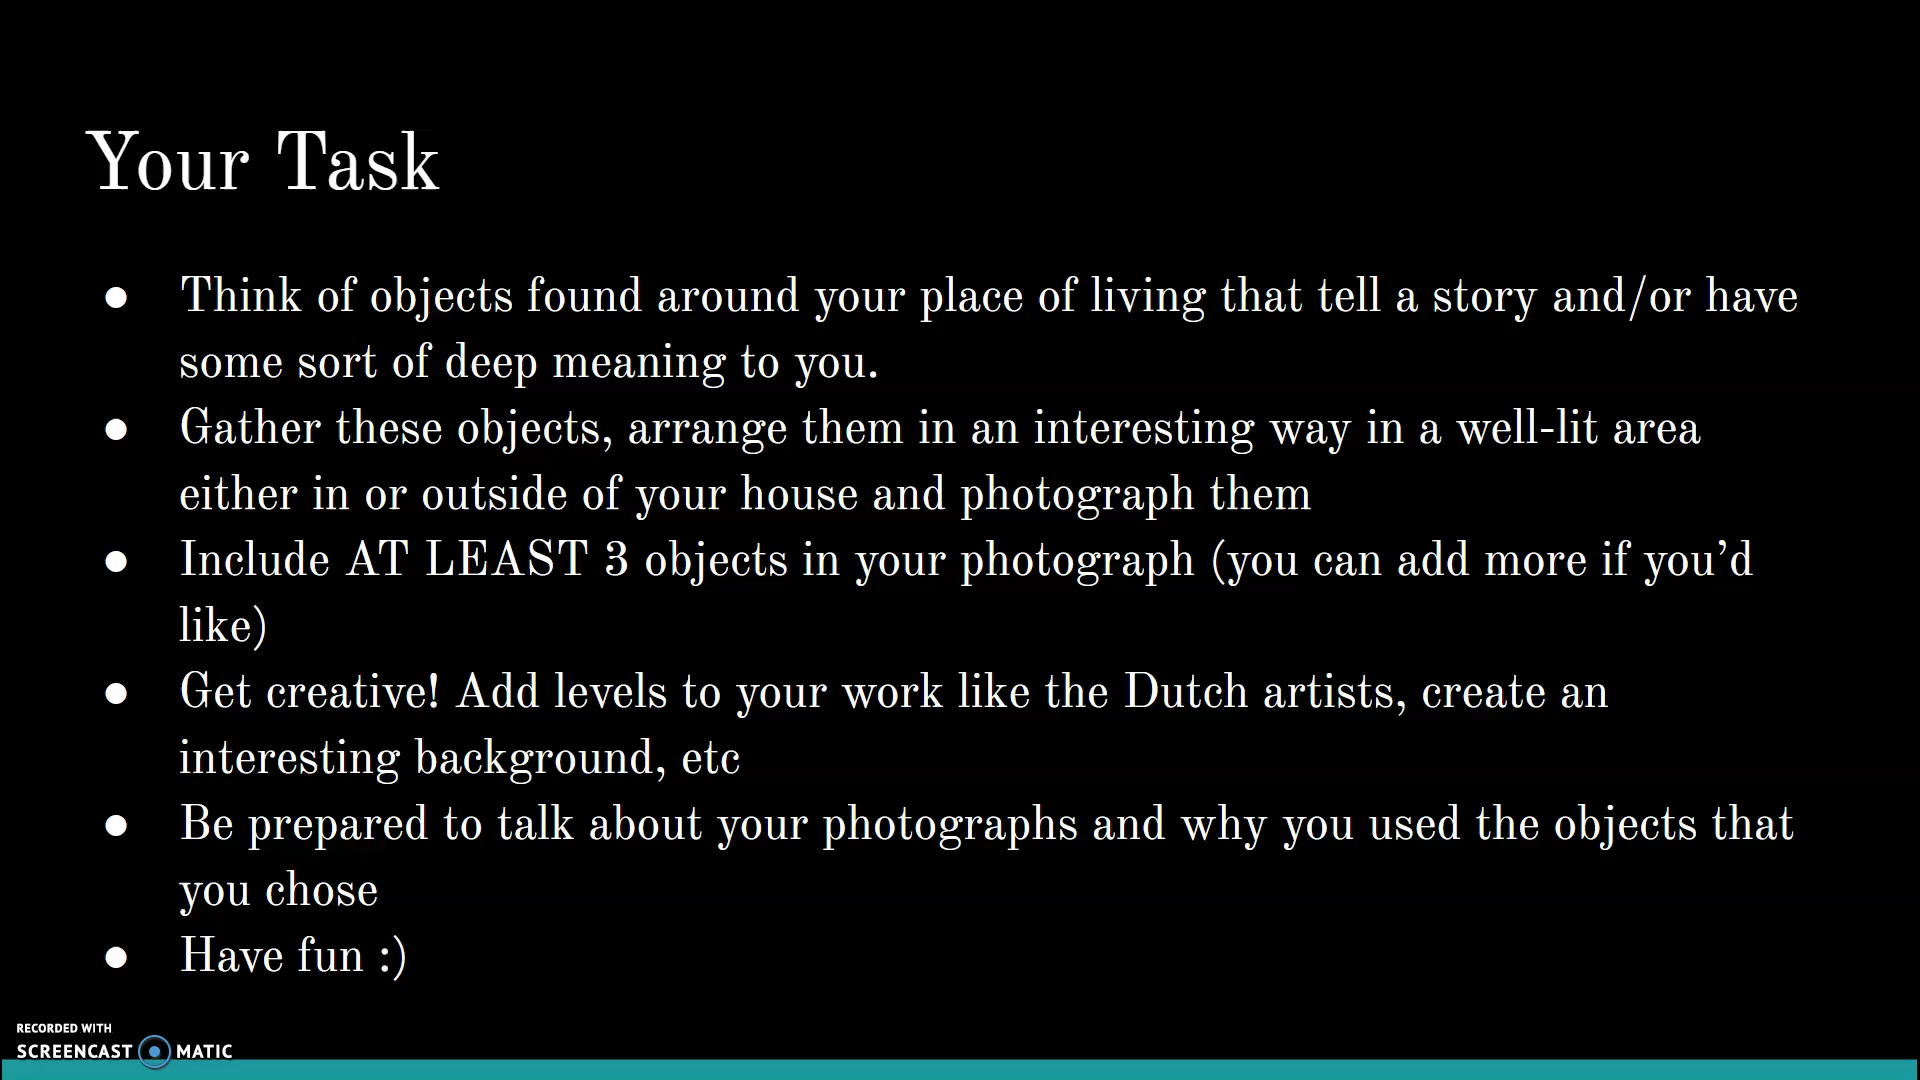 Your Task
● Think of objects found around your place of living that tell a story and/or have
some sort of deep meaning to you.
● Gather these objects, arrange them in an interesting way in a well-lit area
either in or outside of your house and photograph them
● Include AT LEAST 3 objects in your photograph (you can add more if you’d
like)
● Get creative! Add levels to your work like the Dutch artists, create an
interesting background, etc
● Be prepared to talk about your photographs and why you used the objects that
you chose
● Have fun :)
RECORDED WITH
SCREENCAST MATIC